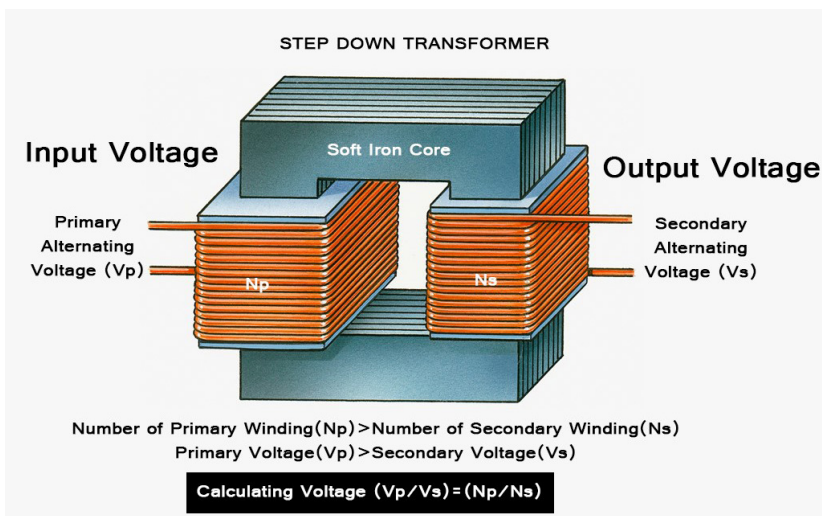 STEP DOWN TRANSFORMER
Input Voltage
Soft Iron Core
Output Voltage
Primary
Alternating
Voltage (Vp)
Secondary
Alternating
Voltage (Vs)
Np
Ns
Number of Primary Winding(Np)>Number of Secondary Winding(Ns)
Primary Voltage(Vp)>Secondary Voltage(Vs)
Calculating Voltage (Vp/Vs)=(Np/Ns)